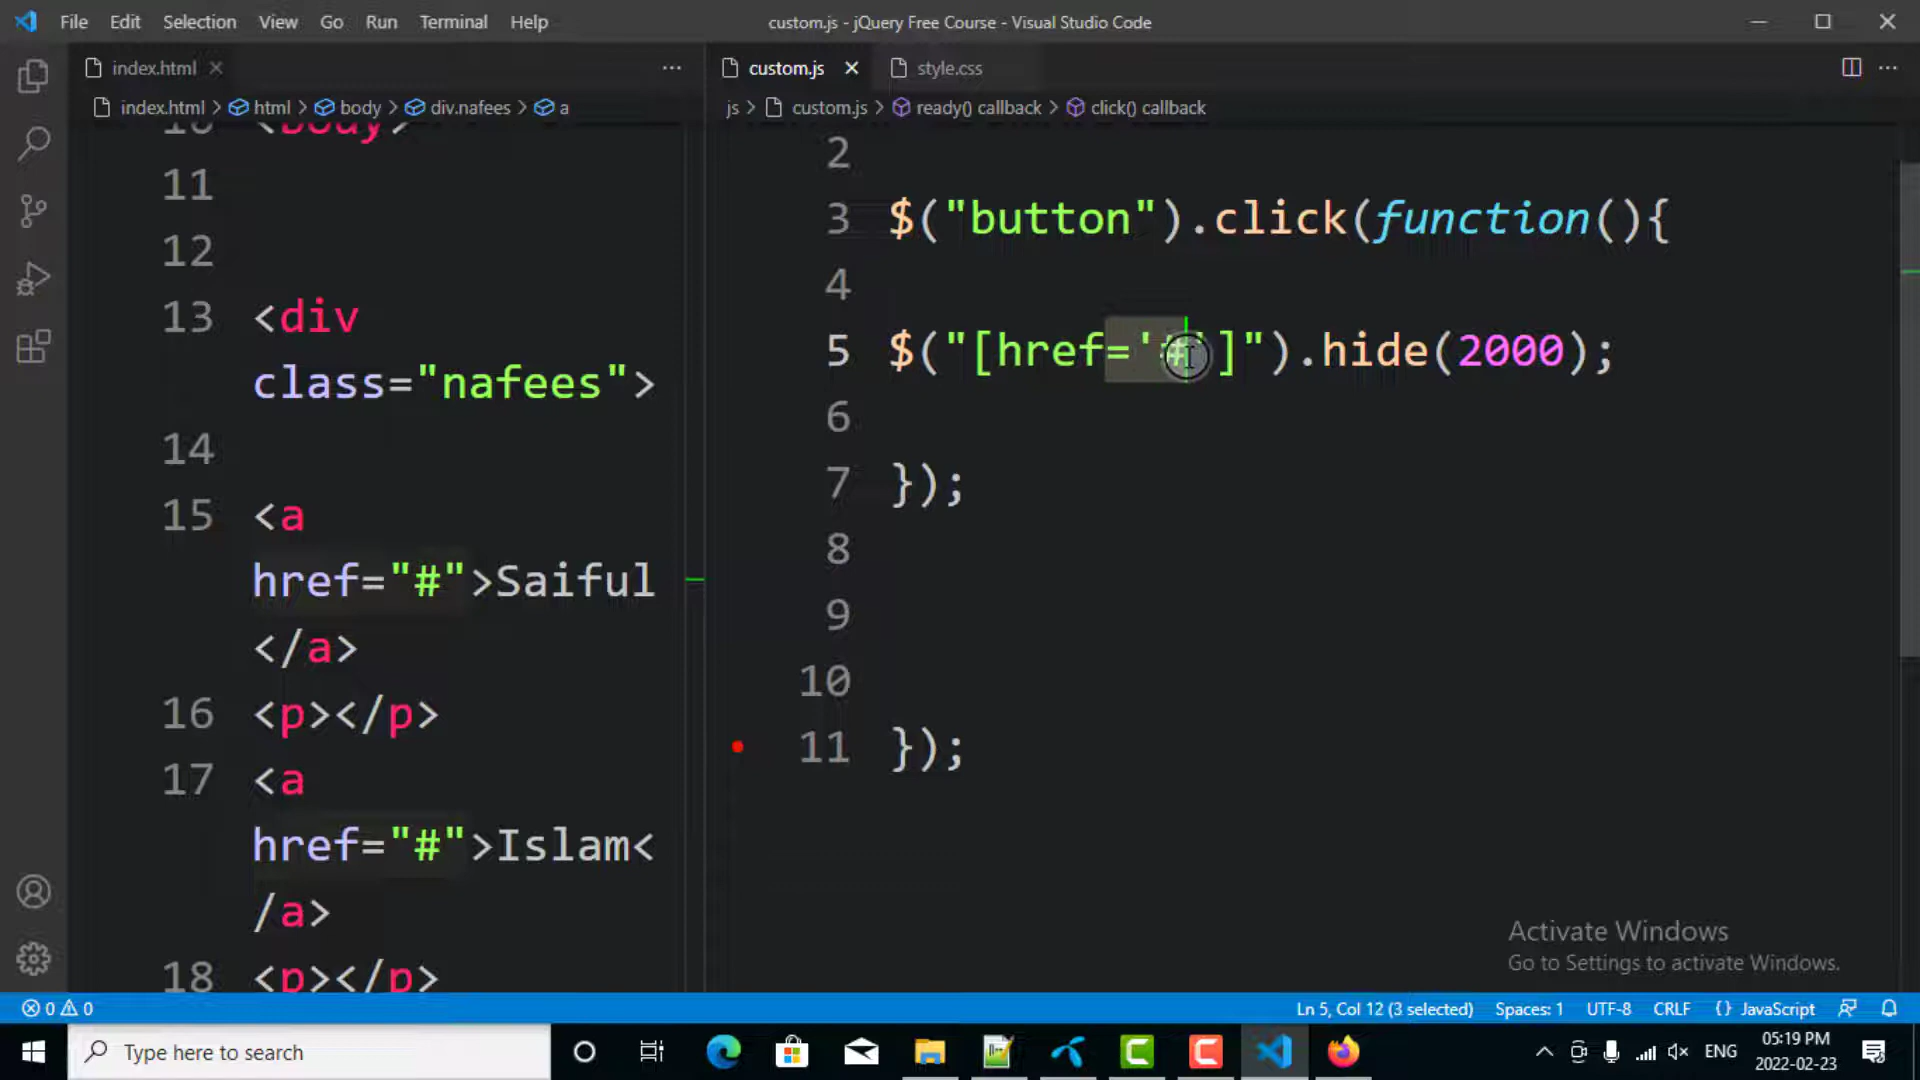 File Edit Selection View Go Run Terminal Help
custom.js - jQuery Free Course - Visual Studio Code
index.html
index.html > html > body > div.nafees > a
10 <body>
11
12
13 <div
class="nafees">
14
15 <a
href="#">Saiful
</a>
16 <p></p>
17 <a
href="#">Islam<
/a>
18 <p></p>
custom.js
style.css
js > custom.js > ready() callback > click() callback
2
3 $("button").click(function(){
4
5 $("[href='#']").hide(2000);
6
7 });
8
9
10
11 });
Activate Windows
Go to Settings to activate Windows.
0 0
Ln 5, Col 12 (3 selected) Spaces: 1 UTF-8 CRLF {} JavaScript
Type here to search
ENG
05:19 PM
2022-02-23